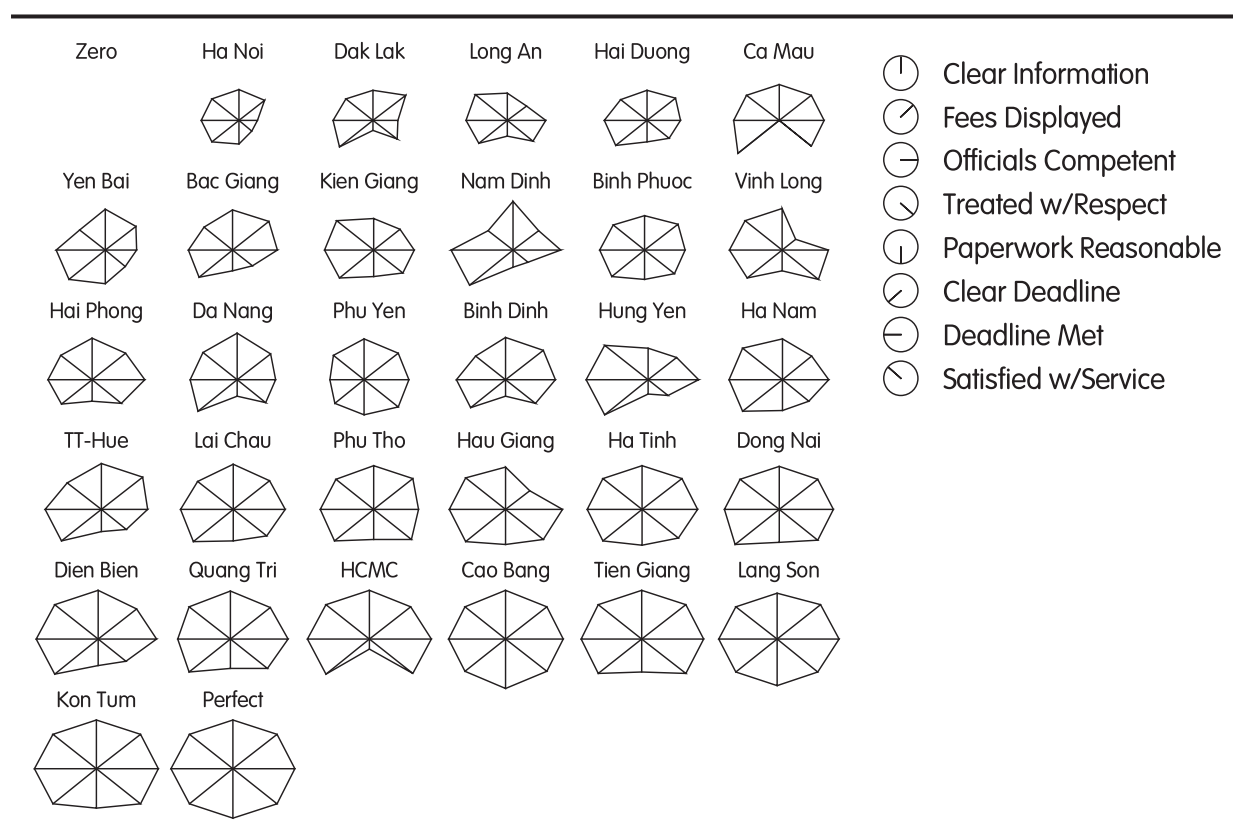 Zero Ha Noi Dak Lak Long An Hai Duong Ca Mau
Yen Bai Bac Giang Kien Giang Nam Dinh Binh Phuoc Vinh Long
Hai Phong Da Nang Phu Yen Binh Dinh Hung Yen Ha Nam
TT-Hue Lai Chau Phu Tho Hau Giang Ha Tinh Dong Nai
Dien Bien Quang Tri HCMC Cao Bang Tien Giang Lang Son
Kon Tum Perfect
Clear Information
Fees Displayed
Officials Competent
Treated w/Respect
Paperwork Reasonable
Clear Deadline
Deadline Met
Satisfied w/Service